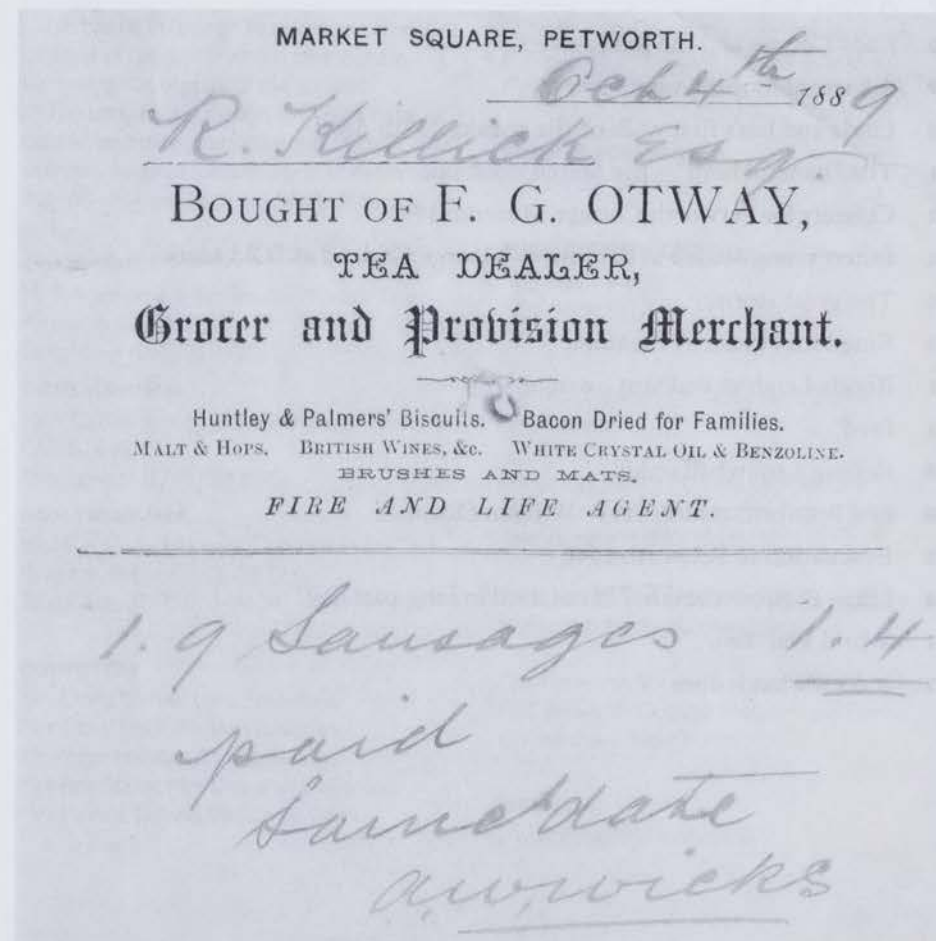 MARKET SQUARE, PETWORTH.
Oct 4th 1889
R. Killick Esq
BOUGHT OF E. G. OTWAY,
TEA DEALER,
Grocer and Provision Merchant.
Huntley & Palmers' Biscuits. Bacon Dried for Families.
MALT & HOPS. BRITISH WINES, &c. WHITE CRYSTAL OIL & BENZOLINE.
BRUSHES AND MATS.
FIRE AND LIFE AGENT.
1.9 Sausages 1.4
paid
same date
a.w.wicks